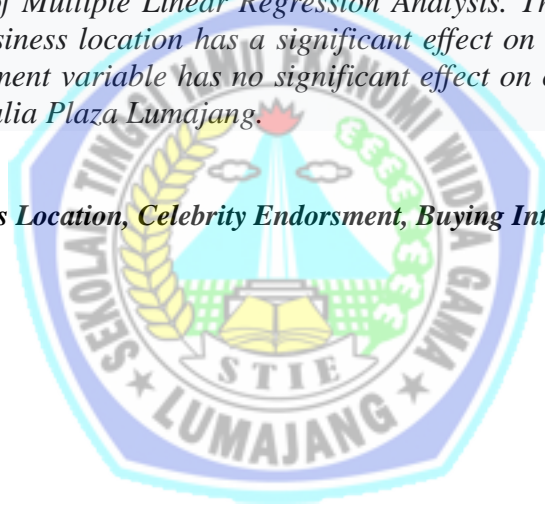 of Multiple Linear Regression Analysis. Th
siness location has a significant effect on
ment variable has no significant effect on
lia Plaza Lumajang.
s Location, Celebrity Endorsment, Buying Int
SEKOLAH TINGGI ILMU EKONOMI WIDYA GAMA
STIE
LUMAJANG